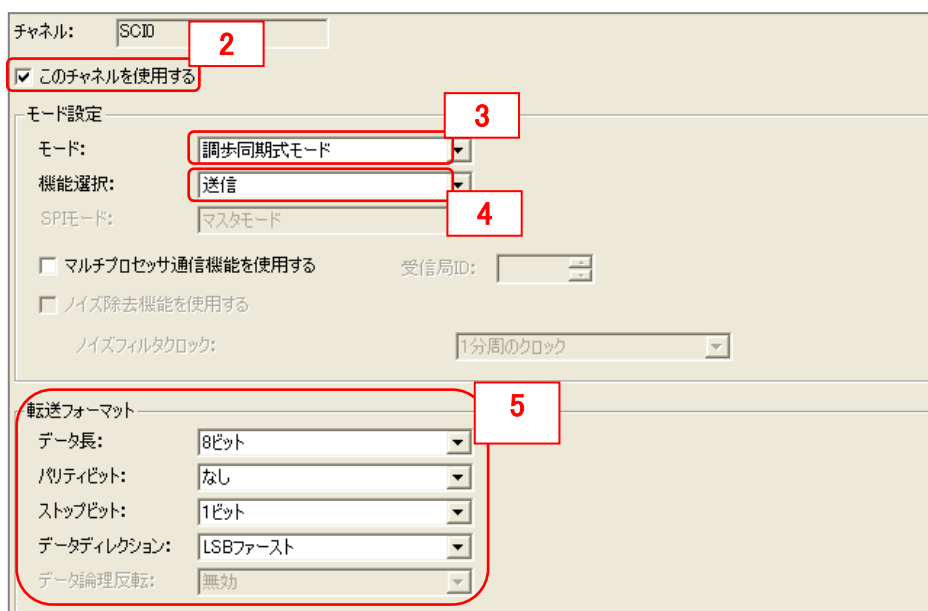 チャネル: SCI0
2
このチャネルを使用する
モード設定
3
モード: 調歩同期式モード
機能選択: 送信
4
SPIモード: マスタモード
マルチプロセッサ通信機能を使用する 受信局ID:
ノイズ除去機能を使用する
ノイズフィルタクロック: 1分周のクロック
5
転送フォーマット
データ長: 8ビット
パリティビット: なし
ストップビット: 1ビット
データディレクション: LSBファースト
データ論理反転: 無効